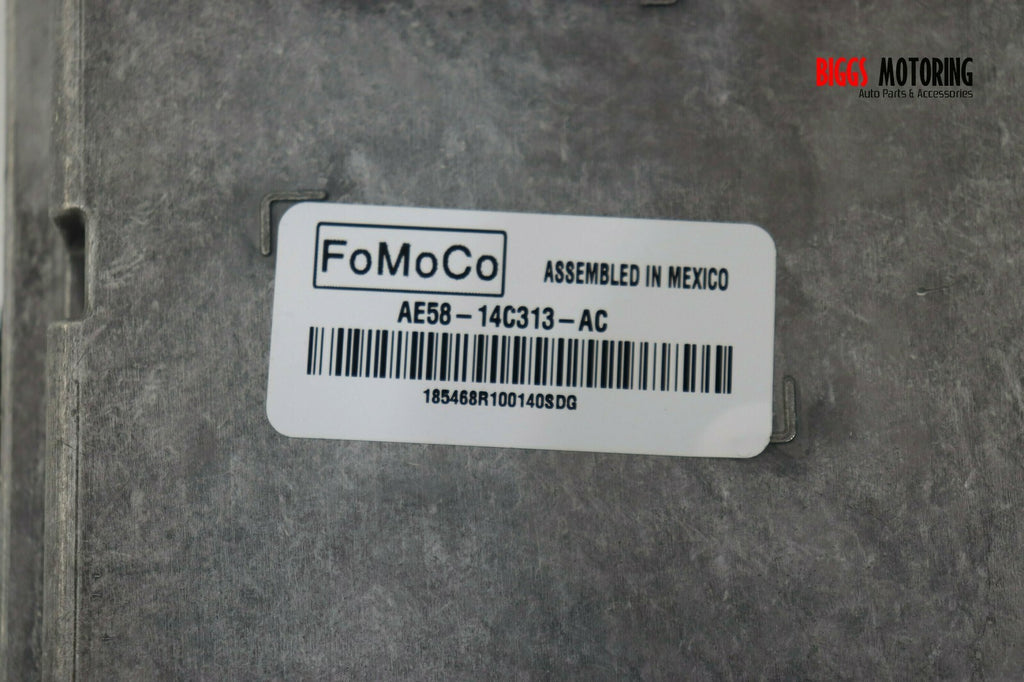 BIGGS MOTORING
Auto Parts & Accessories
FoMoCo
ASSEMBLED IN MEXICO
AE58-14C313-AC
185468R100140SDG